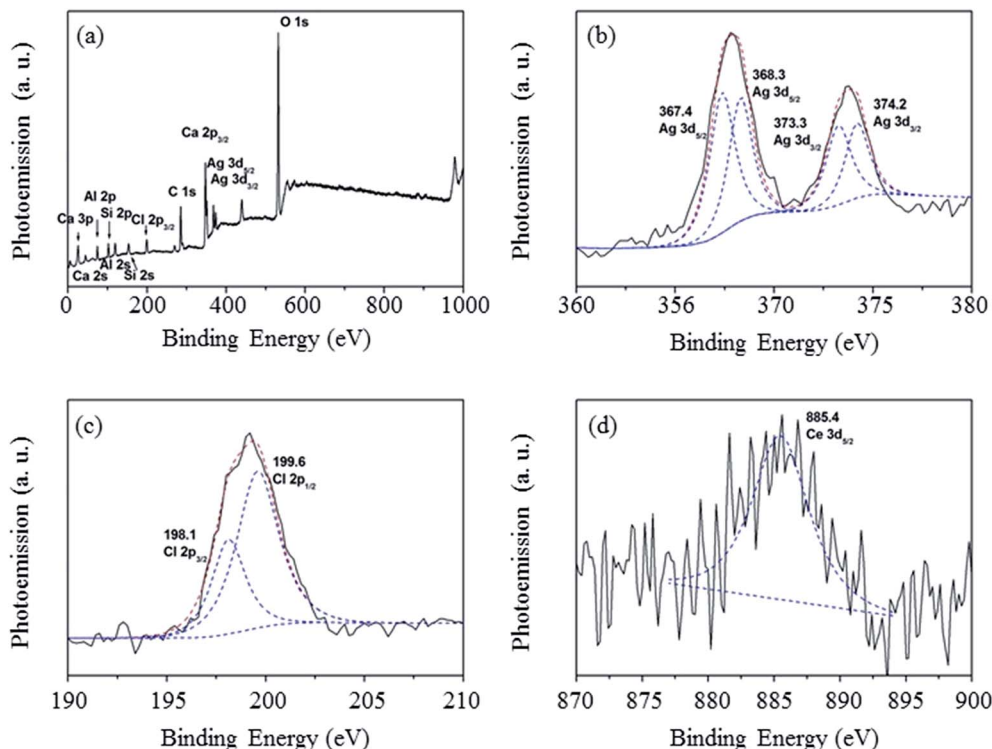 (a)
O 1s
Ca 2p3/2
Ag 3d5/2
Ag 3d3/2
C 1s
Al 2p
Si 2p
Cl 2p3/2
Ca 3p
Ca 2s
Al 2s
Si 2s
Photoemission (a. u.)
0 200 400 600 800 1000
Binding Energy (eV)
(b)
368.3
Ag 3d5/2
367.4
Ag 3d5/2
373.3
Ag 3d3/2
374.2
Ag 3d3/2
Photoemission (a. u.)
360 356 370 375 380
Binding Energy (eV)
(c)
199.6
Cl 2p1/2
198.1
Cl 2p3/2
Photoemission (a. u.)
190 195 200 205 210
Binding Energy (eV)
(d)
885.4
Ce 3d5/2
Photoemission (a. u.)
870 875 880 885 890 895 900
Binding Energy (eV)